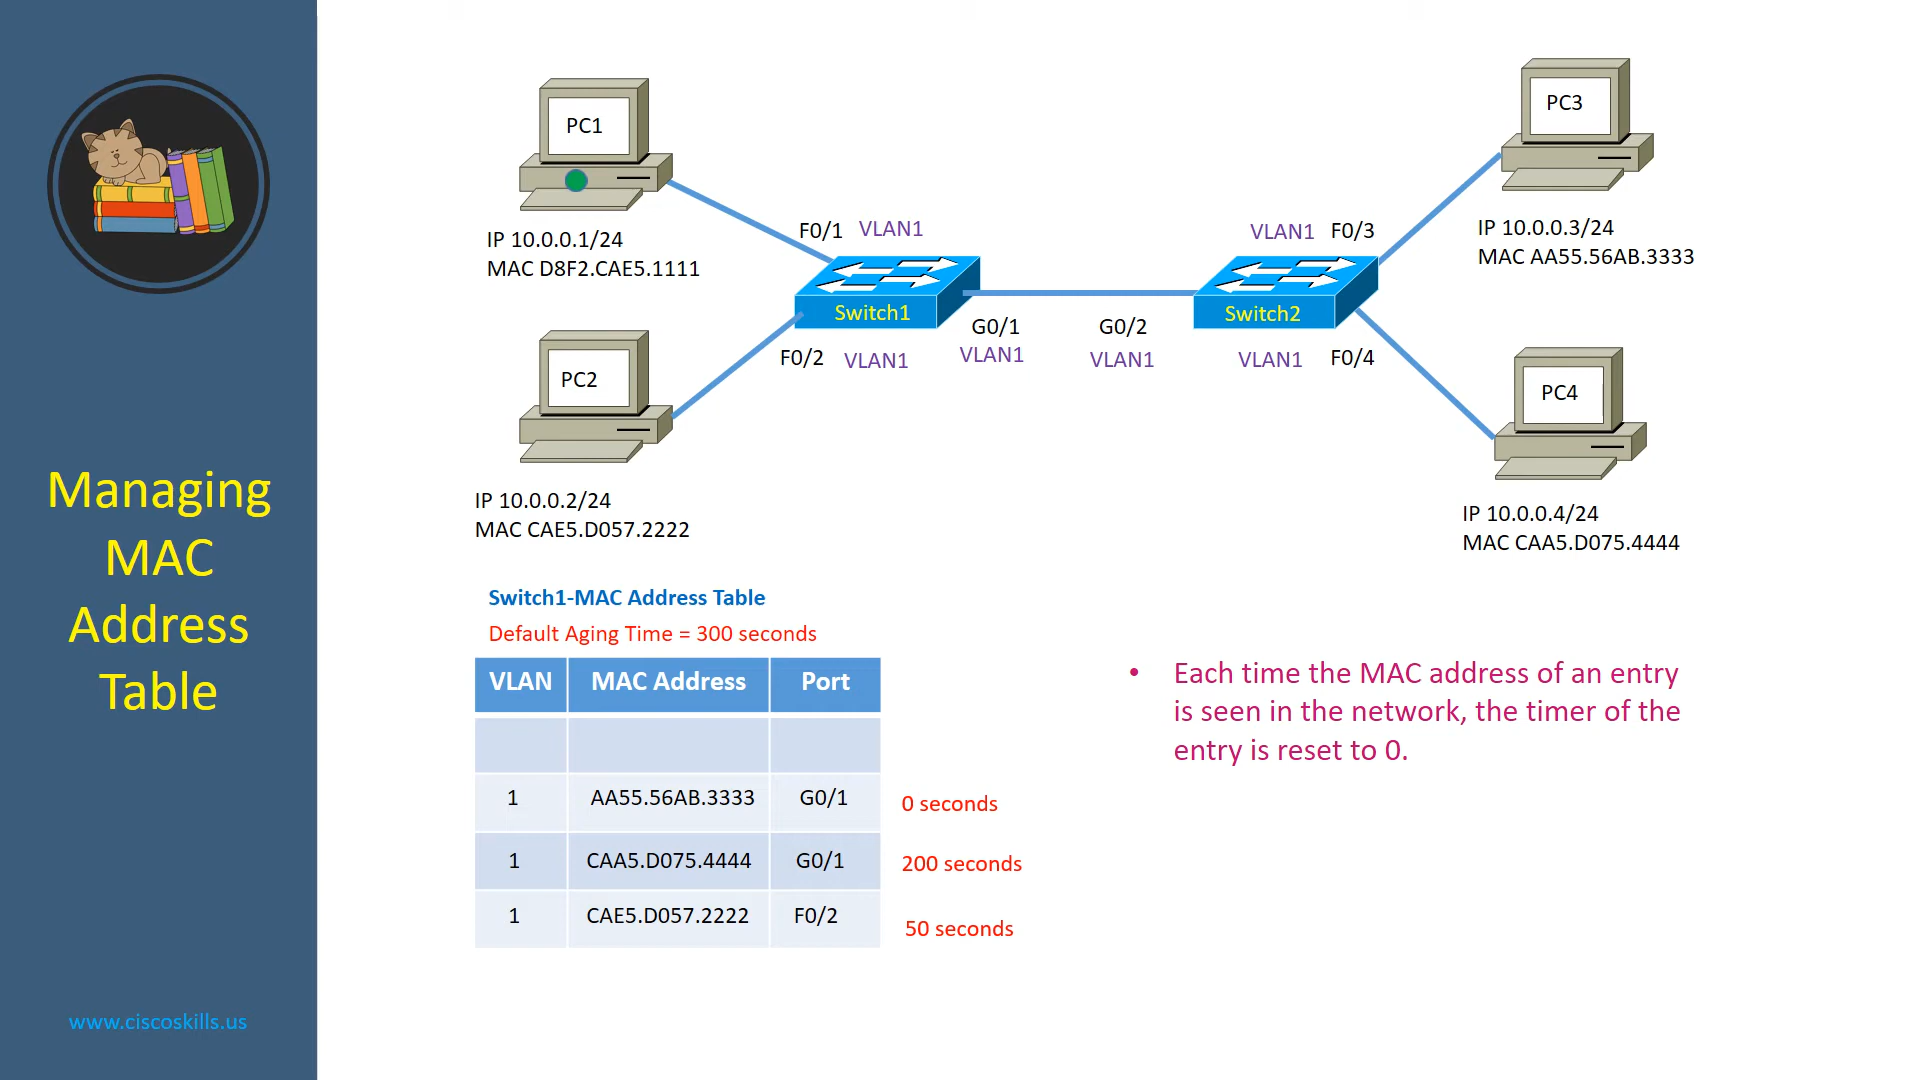 Managing
MAC
Address
Table
www.ciscoskills.us
PC1
IP 10.0.0.1/24
MAC D8F2.CAE5.1111
PC2
IP 10.0.0.2/24
MAC CAE5.D057.2222
F0/1 VLAN1
Switch1
F0/2 VLAN1
G0/1
VLAN1
G0/2
VLAN1
VLAN1 F0/3
Switch2
VLAN1 F0/4
PC3
IP 10.0.0.3/24
MAC AA55.56AB.3333
PC4
IP 10.0.0.4/24
MAC CAA5.D075.4444
Switch1-MAC Address Table
Default Aging Time = 300 seconds
VLAN MAC Address Port
1 AA55.56AB.3333 G0/1 0 seconds
1 CAA5.D075.4444 G0/1 200 seconds
1 CAE5.D057.2222 F0/2 50 seconds
• Each time the MAC address of an entry
is seen in the network, the timer of the
entry is reset to 0.